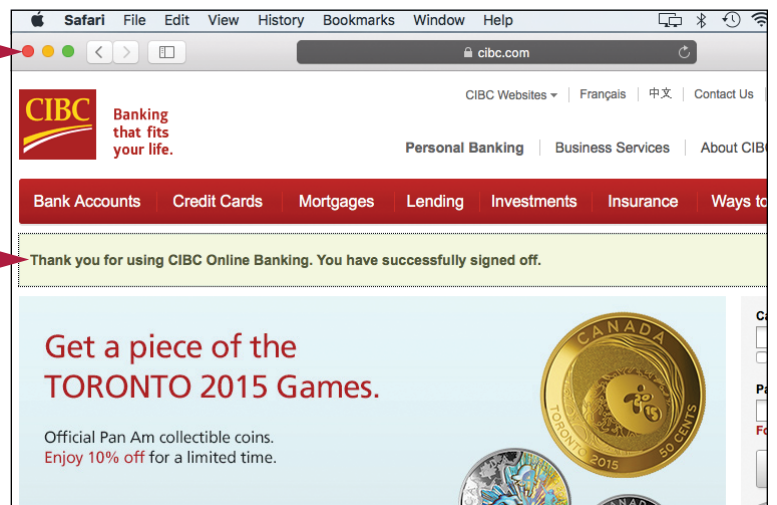 Safari File Edit View History Bookmarks Window Help
cibc.com
CIBC Websites Français 中文 Contact Us
CIBC
Banking
that fits
your life.
Personal Banking Business Services About CIB
Bank Accounts Credit Cards Mortgages Lending Investments Insurance Ways to
Thank you for using CIBC Online Banking. You have successfully signed off.
Get a piece of the
TORONTO 2015 Games.
Official Pan Am collectible coins.
Enjoy 10% off for a limited time.
CANADA
TORONTO 2015 50 CENTS